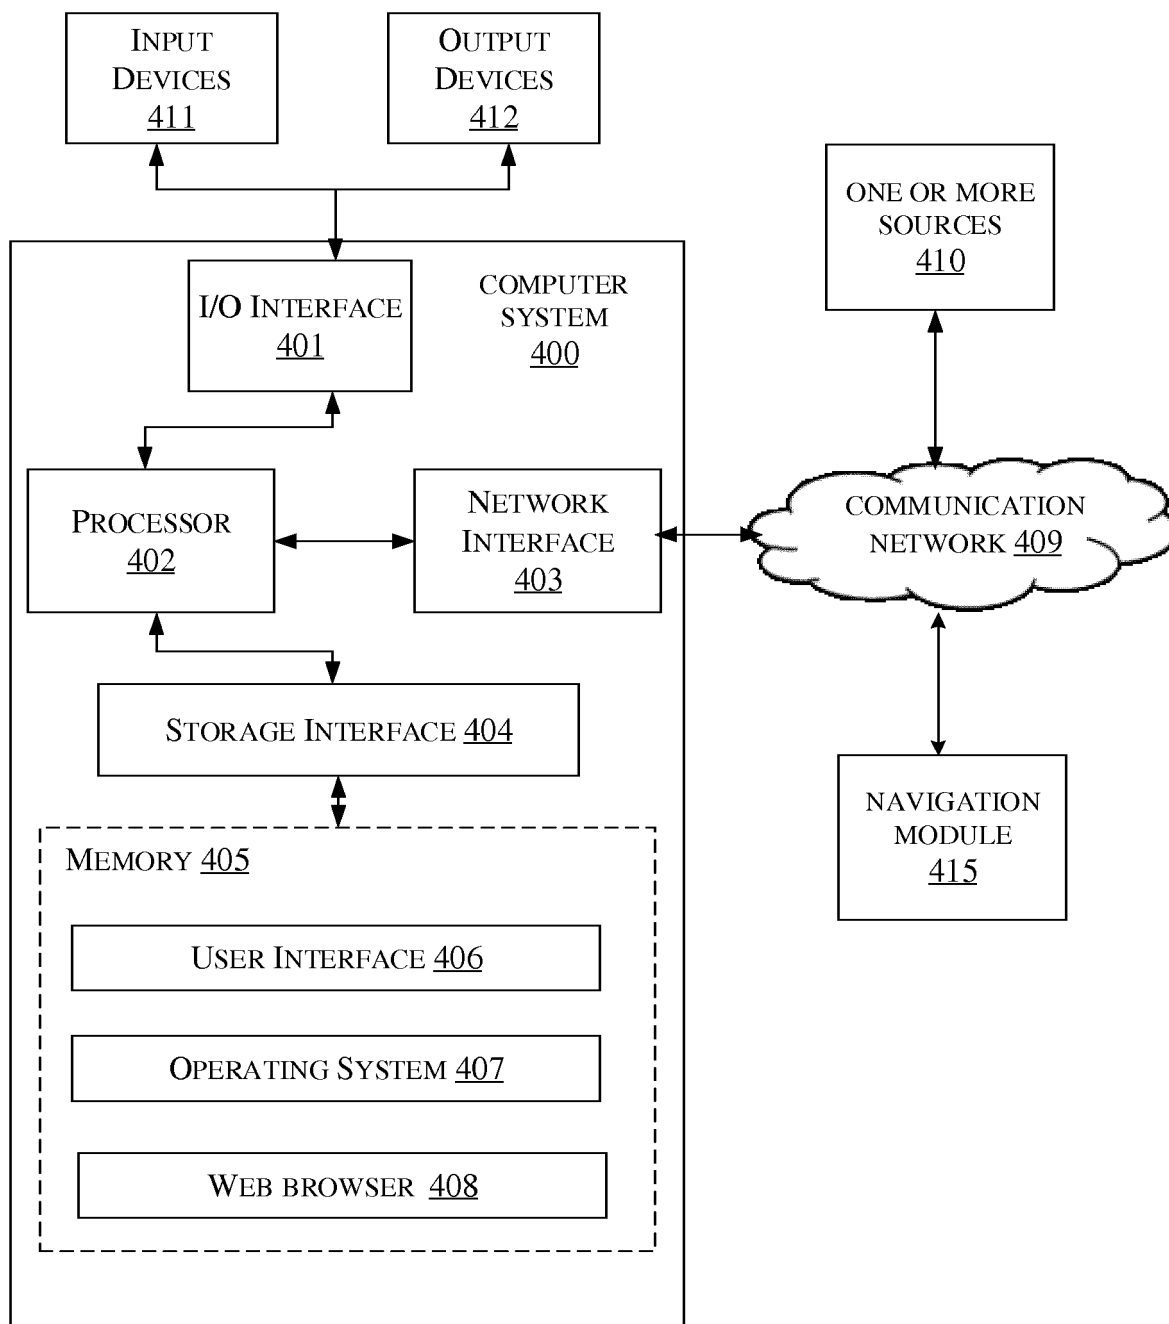 INPUT
DEVICES
411
OUTPUT
DEVICES
412
ONE OR MORE
SOURCES
410
I/O INTERFACE
401
COMPUTER
SYSTEM
400
PROCESSOR
402
NETWORK
INTERFACE
403
COMMUNICATION
NETWORK 409
STORAGE INTERFACE 404
NAVIGATION
MODULE
415
MEMORY 405
USER INTERFACE 406
OPERATING SYSTEM 407
WEB BROWSER 408